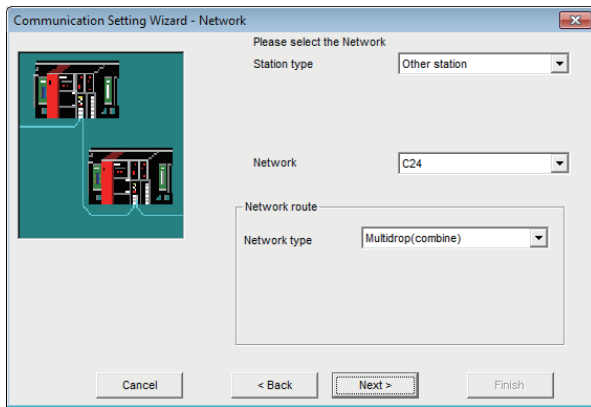 Communication Setting Wizard - Network
Please select the Network
Station type
Other station
Network
C24
Network route
Network type
Multidrop(combine)
Cancel
< Back
Next >
Finish